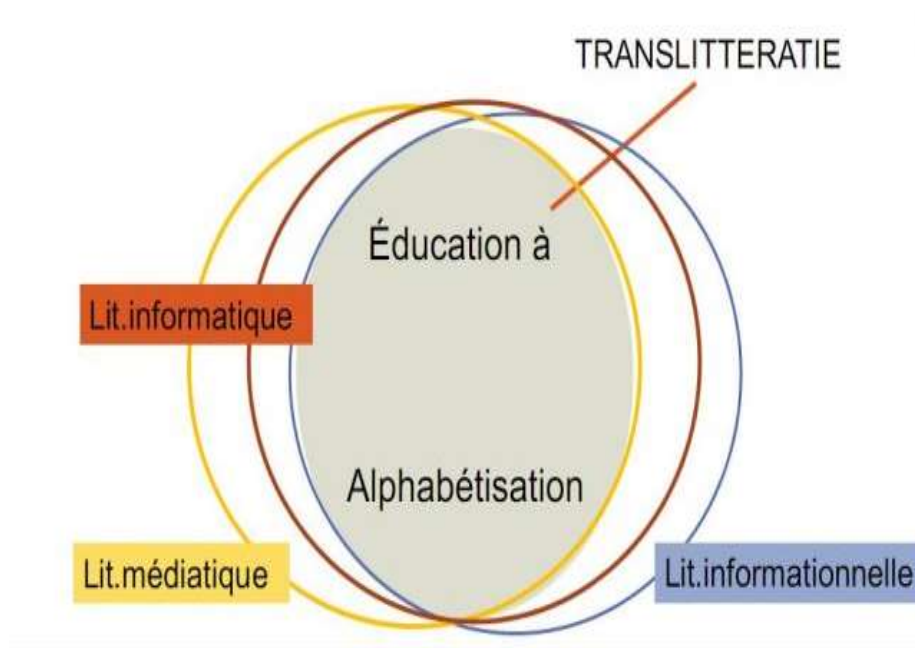 TRANSLITTERATIE
Éducation à
Lit.informatique
Alphabétisation
Lit.médiatique
Lit.informationnelle